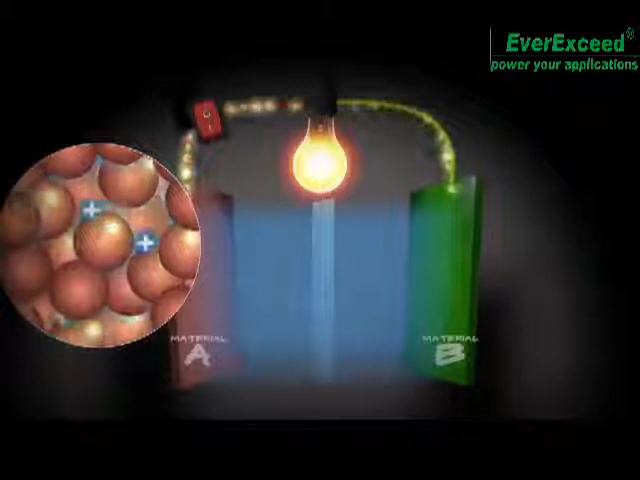 EverExceed®
power your applications
MATERIAL
A
MATERIAL
B